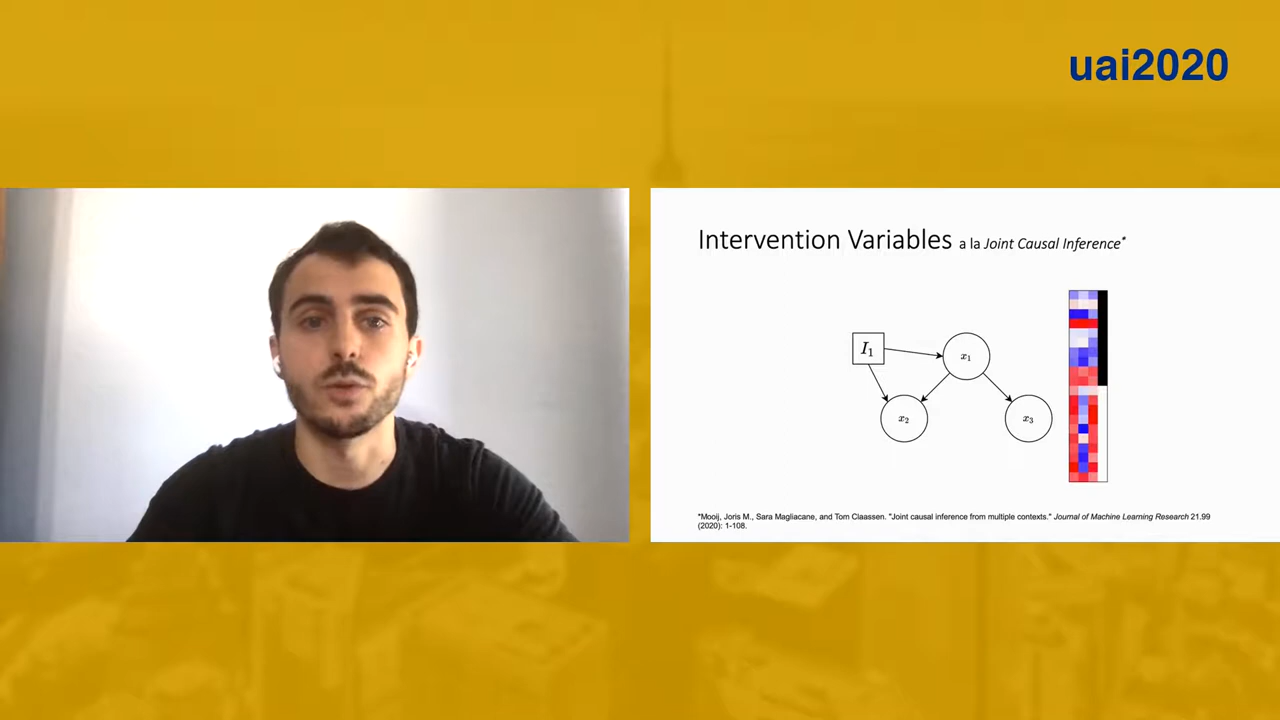 uai2020
Intervention Variables a la Joint Causal Inference*
I₁
x₁
x₂
x₃
*Mooij, Joris M., Sara Magliacane, and Tom Claassen. "Joint causal inference from multiple contexts." Journal of Machine Learning Research 21.99
(2020): 1-108.